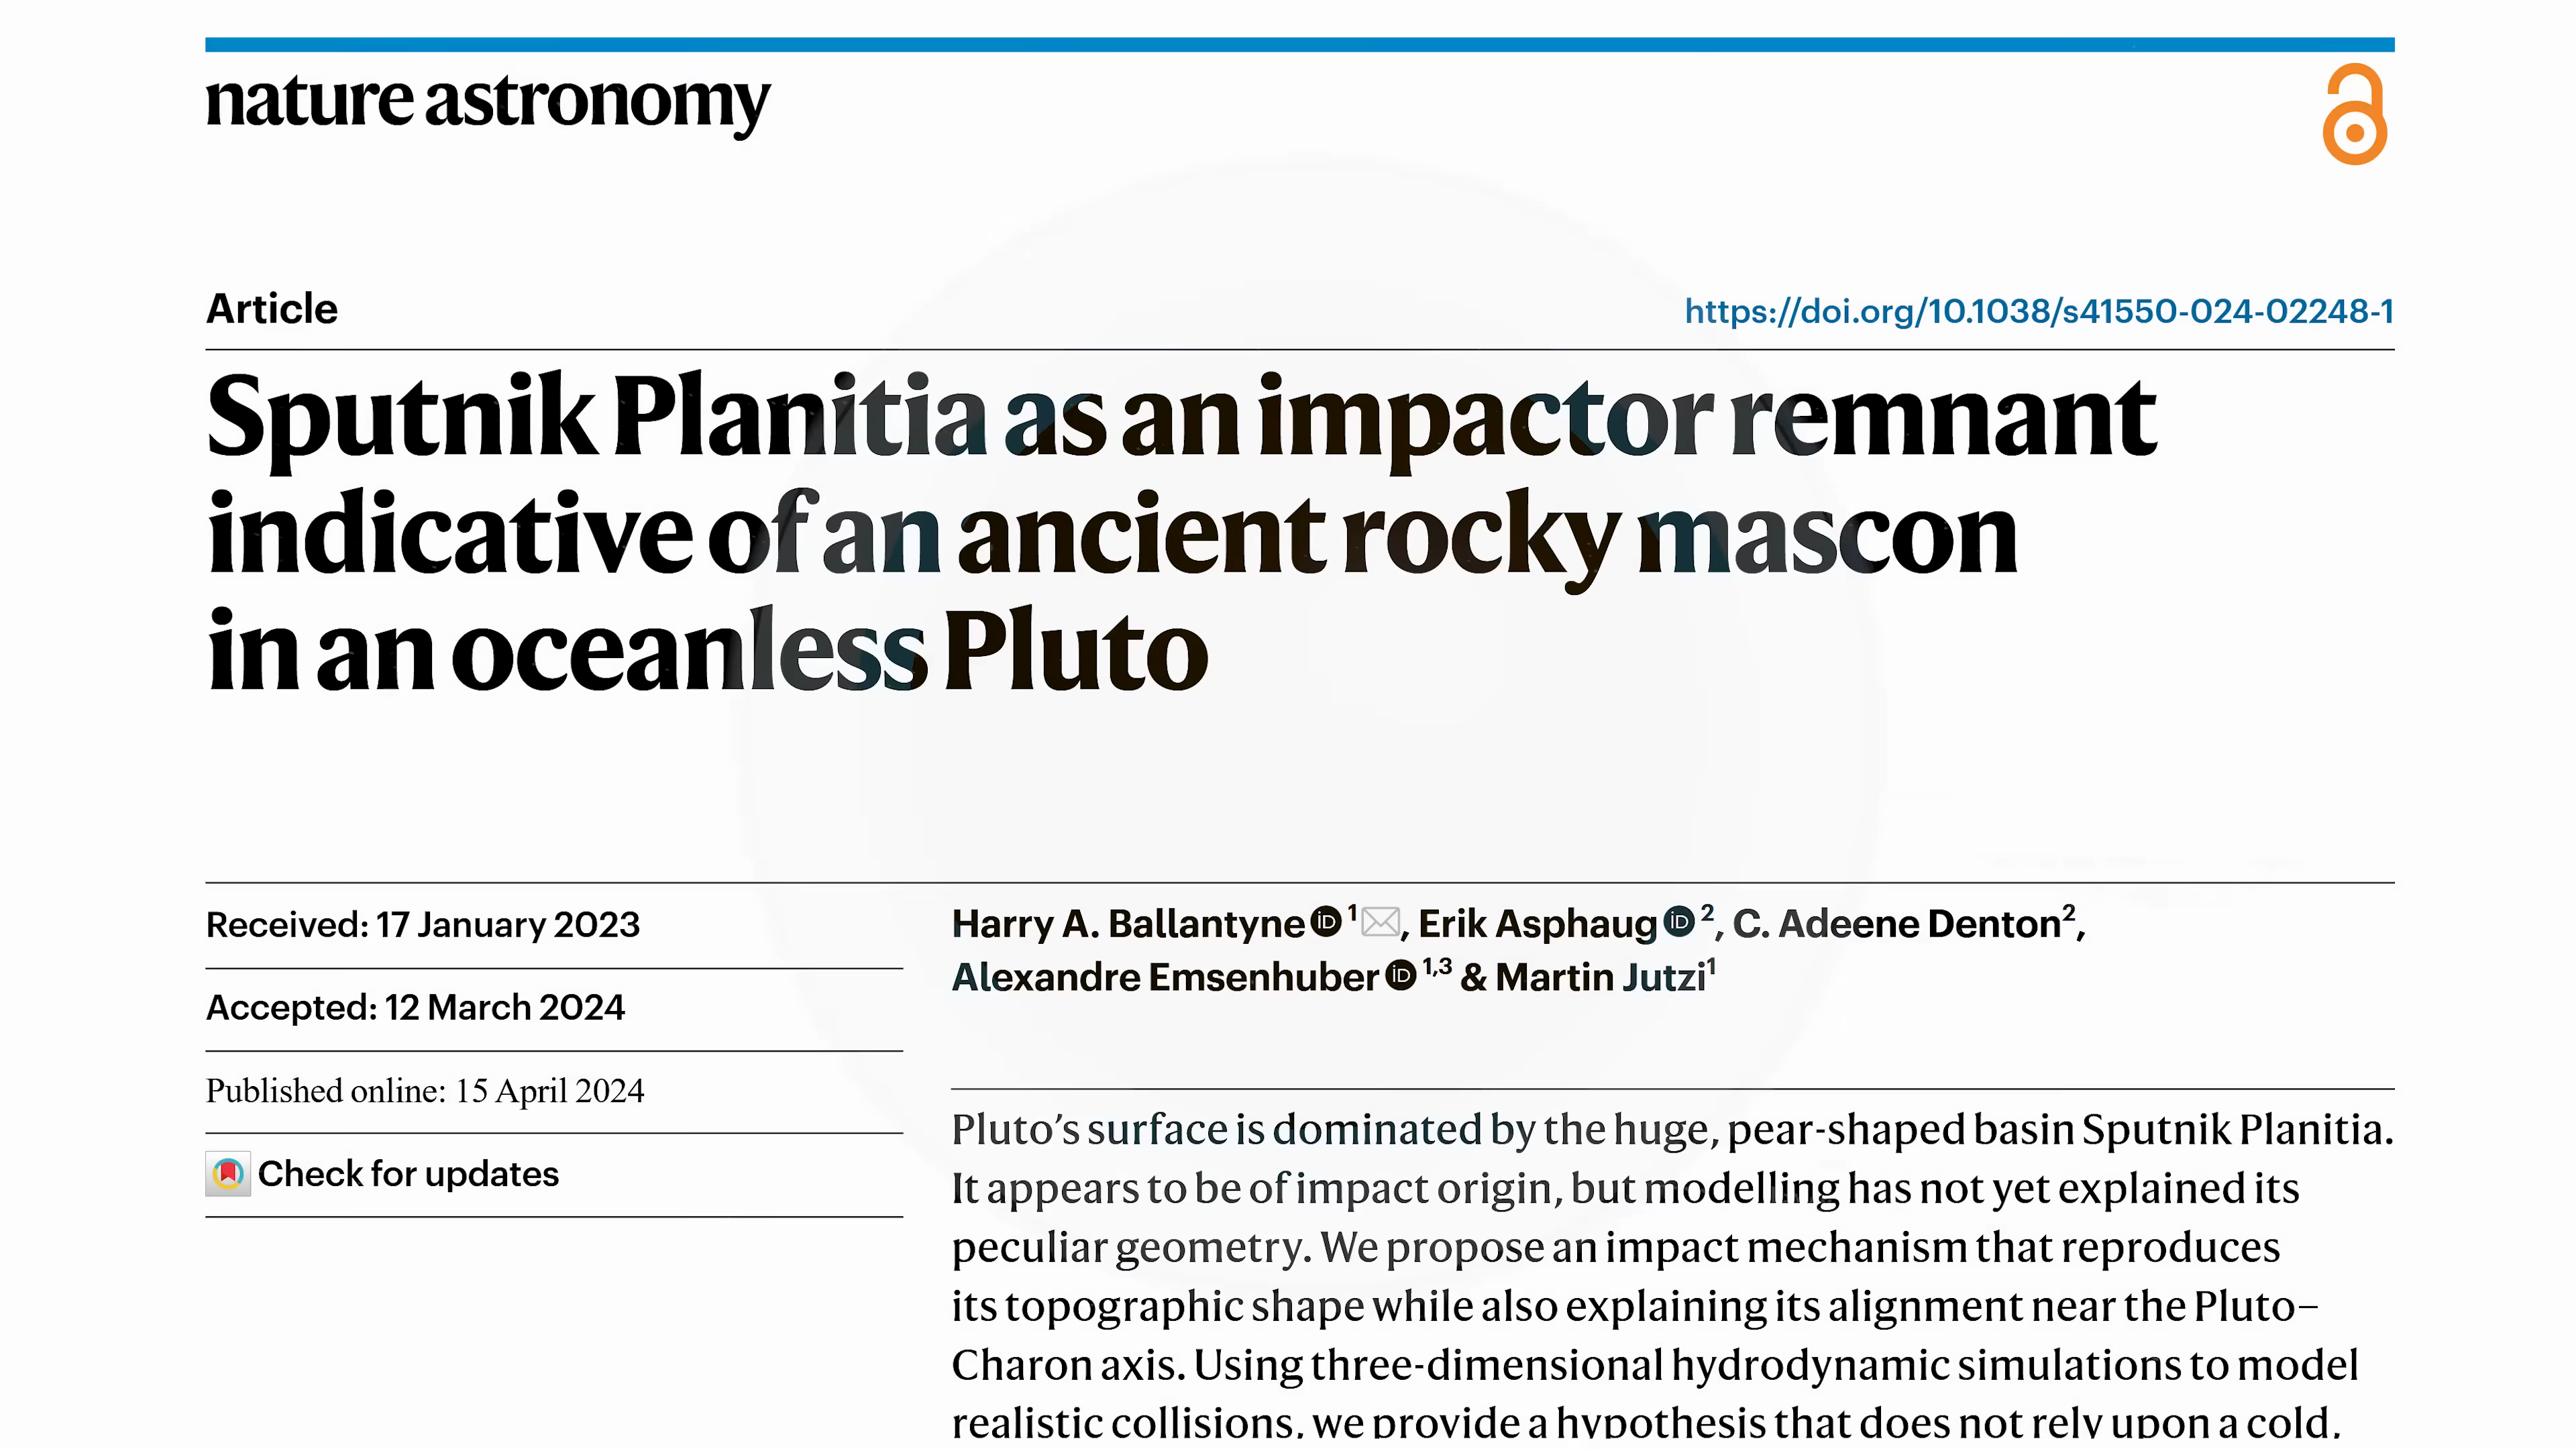 nature astronomy
Article
https://doi.org/10.1038/s41550-024-02248-1
Sputnik Planitia as an impactor remnant
indicative of an ancient rocky mascon
in an oceanless Pluto
Received: 17 January 2023
Accepted: 12 March 2024
Published online: 15 April 2024
Check for updates
Harry A. Ballantyne iD 1, Erik Asphaug iD 2, C. Adeene Denton2,
Alexandre Emsenhuber iD 1,3 & Martin Jutzi1
Pluto’s surface is dominated by the huge, pear-shaped basin Sputnik Planitia.
It appears to be of impact origin, but modelling has not yet explained its
peculiar geometry. We propose an impact mechanism that reproduces
its topographic shape while also explaining its alignment near the Pluto–
Charon axis. Using three-dimensional hydrodynamic simulations to model
realistic collisions, we provide a hypothesis that does not rely upon a cold,